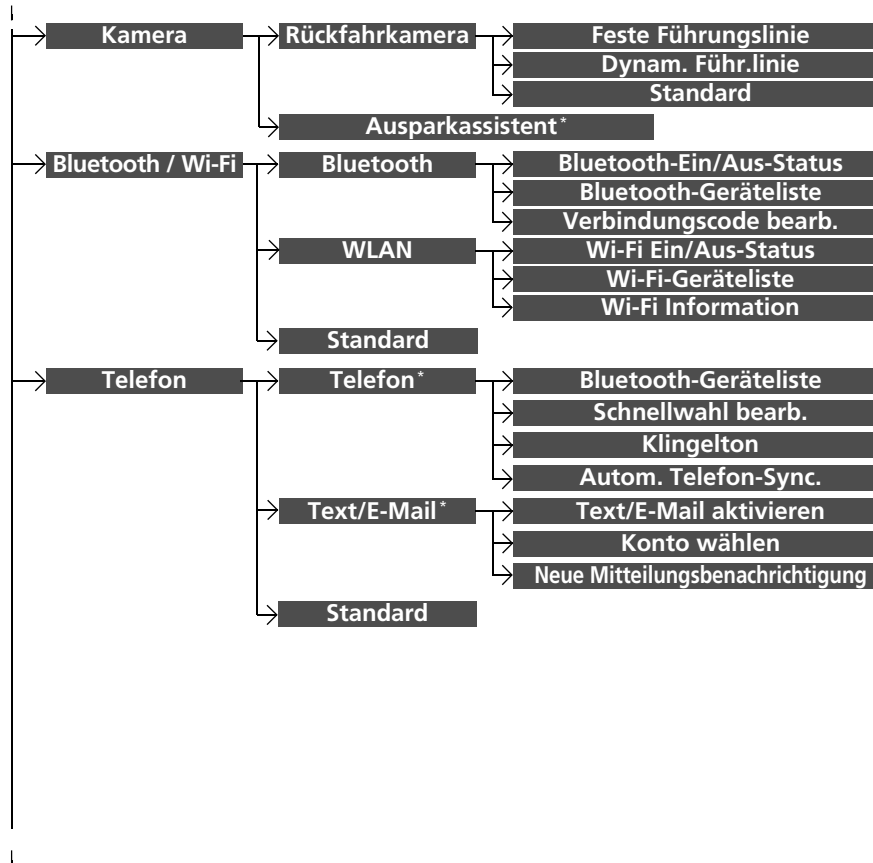 Kamera Rückfahrkamera Feste Führungslinie
Dynam. Führ.linie
Standard
Ausparkassistent*
Bluetooth / Wi-Fi Bluetooth Bluetooth-Ein/Aus-Status
Bluetooth-Geräteliste
Verbindungscode bearb.
WLAN Wi-Fi Ein/Aus-Status
Wi-Fi-Geräteliste
Wi-Fi Information
Standard
Telefon Telefon* Bluetooth-Geräteliste
Schnellwahl bearb.
Klingelton
Autom. Telefon-Sync.
Text/E-Mail* Text/E-Mail aktivieren
Konto wählen
Neue Mitteilungsbenachrichtigung
Standard